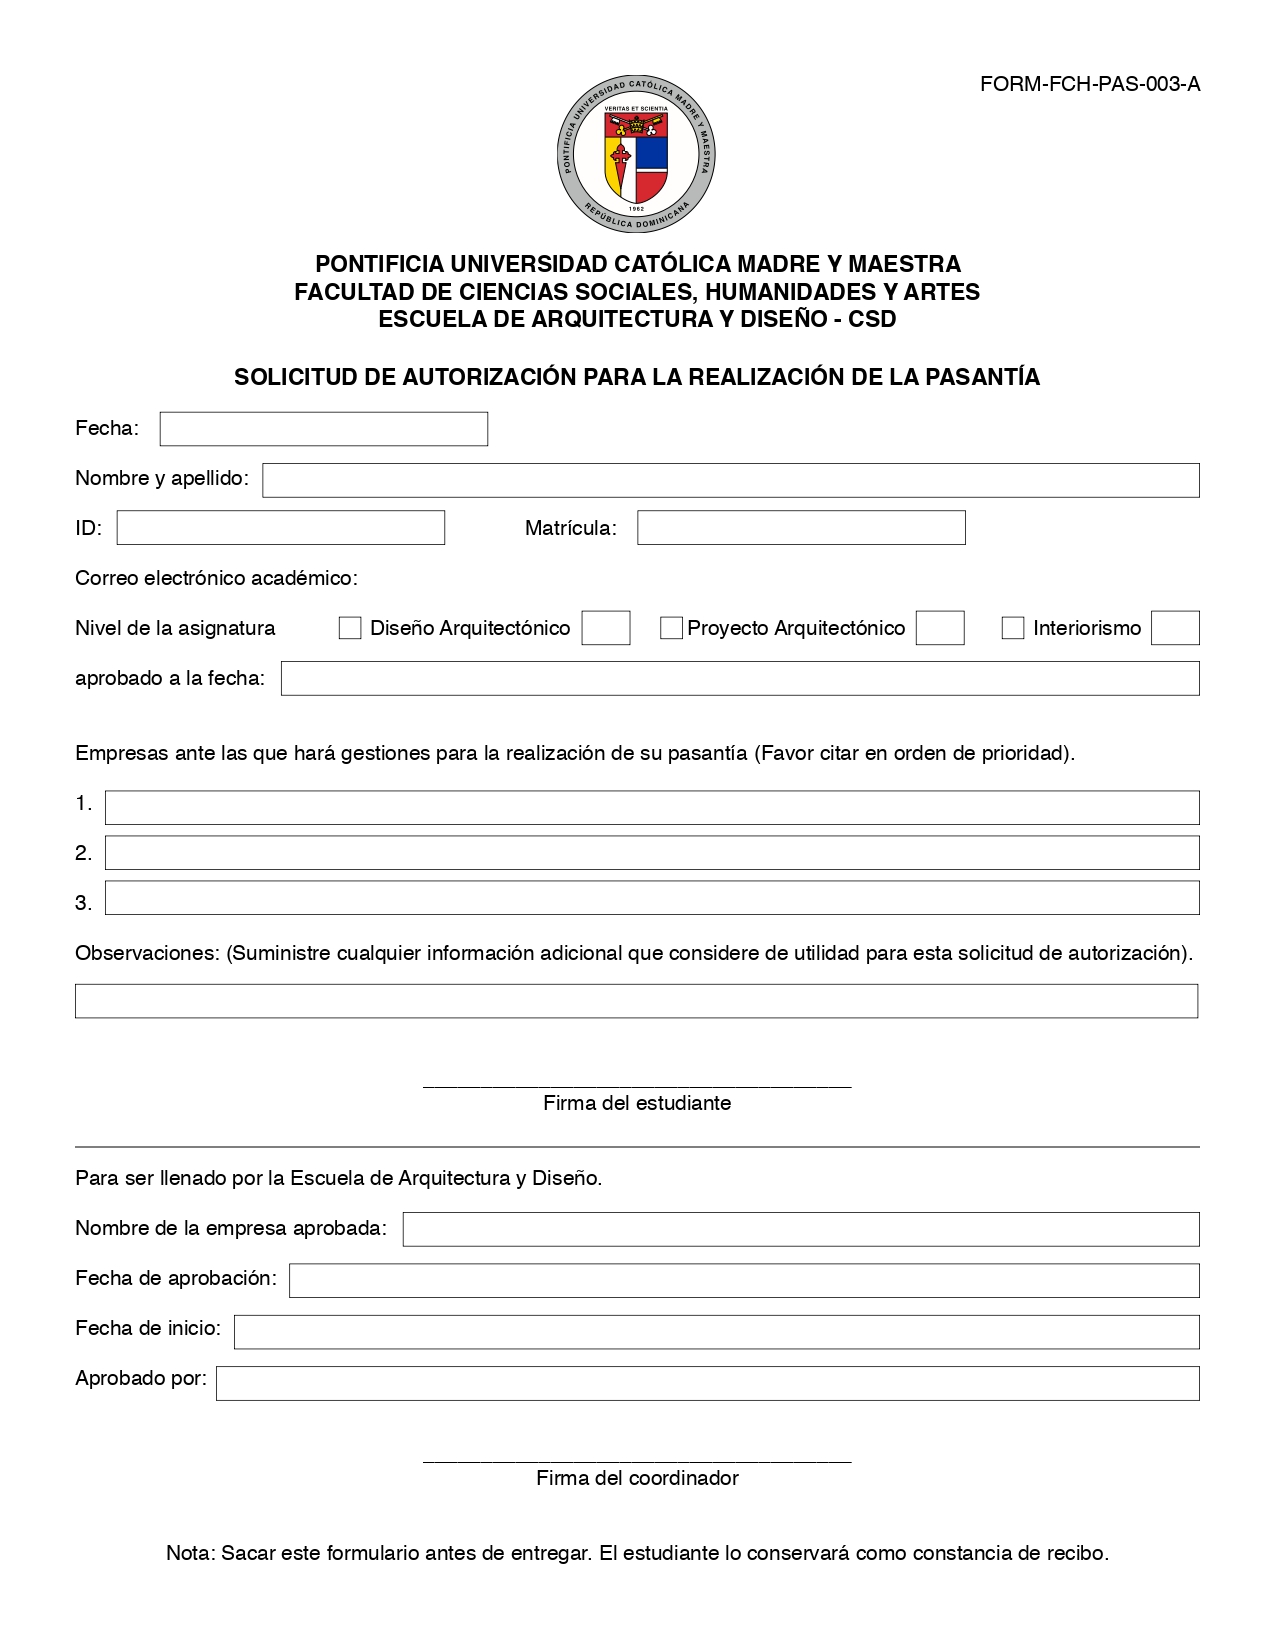 FORM-FCH-PAS-003-A
PONTIFICIA UNIVERSIDAD CATÓLICA MADRE Y MAESTRA
VERITAS ET SCIENTIA
1962
REPÚBLICA DOMINICANA
PONTIFICIA UNIVERSIDAD CATÓLICA MADRE Y MAESTRA
FACULTAD DE CIENCIAS SOCIALES, HUMANIDADES Y ARTES
ESCUELA DE ARQUITECTURA Y DISEÑO - CSD
SOLICITUD DE AUTORIZACIÓN PARA LA REALIZACIÓN DE LA PASANTÍA
Fecha:
Nombre y apellido:
ID: Matrícula:
Correo electrónico académico:
Nivel de la asignatura Diseño Arquitectónico Proyecto Arquitectónico Interiorismo
aprobado a la fecha:
Empresas ante las que hará gestiones para la realización de su pasantía (Favor citar en orden de prioridad).
1.
2.
3.
Observaciones: (Suministre cualquier información adicional que considere de utilidad para esta solicitud de autorización).
Firma del estudiante
Para ser llenado por la Escuela de Arquitectura y Diseño.
Nombre de la empresa aprobada:
Fecha de aprobación:
Fecha de inicio:
Aprobado por:
Firma del coordinador
Nota: Sacar este formulario antes de entregar. El estudiante lo conservará como constancia de recibo.